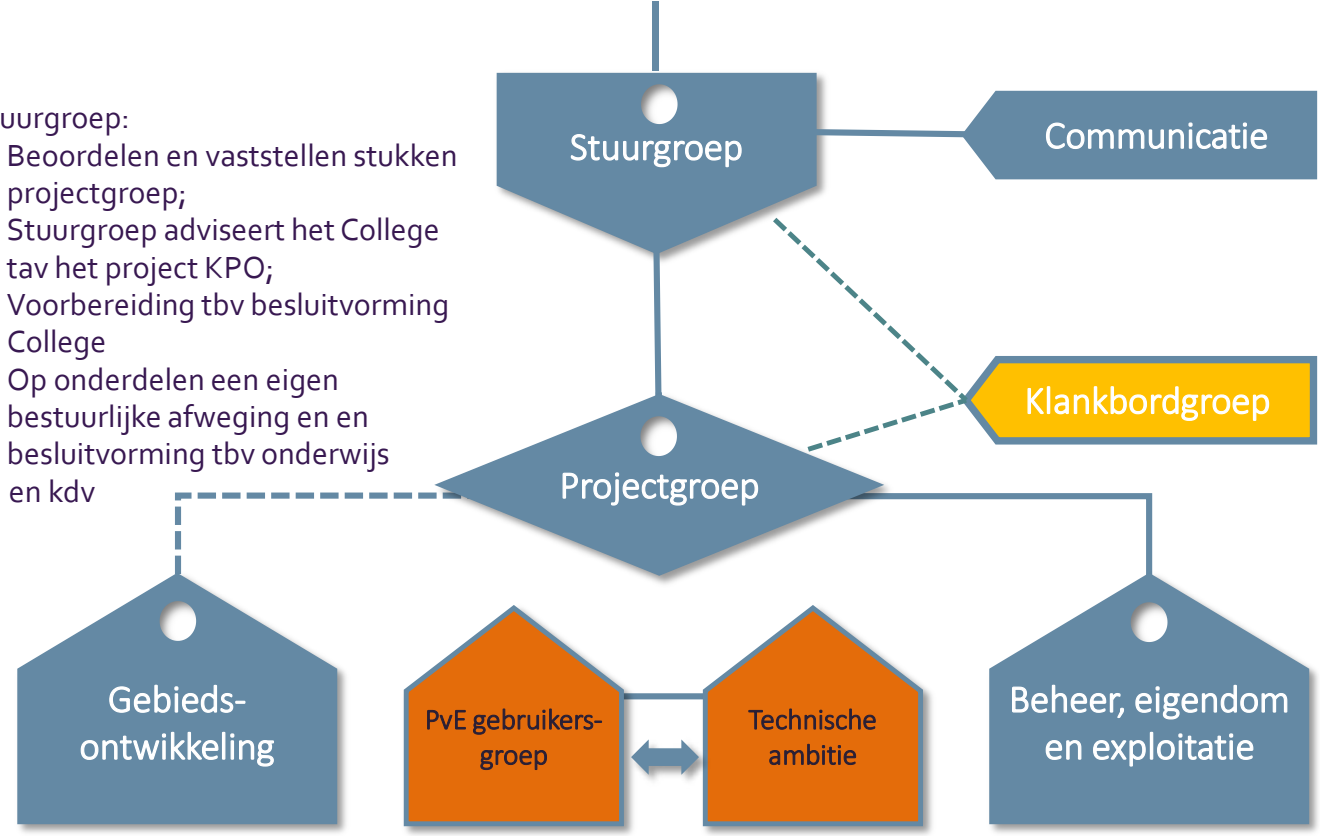 uurgroep:
Beoordelen en vaststellen stukken
projectgroep;
Stuurgroep adviseert het College
tav het project KPO;
Voorbereiding tbv besluitvorming
College
Op onderdelen een eigen
bestuurlijke afweging en en
besluitvorming tbv onderwijs
en kdv
Stuurgroep
Communicatie
Klankbordgroep
Projectgroep
Gebieds-
ontwikkeling
PvE gebruikers-
groep
Technische
ambitie
Beheer, eigendom
en exploitatie